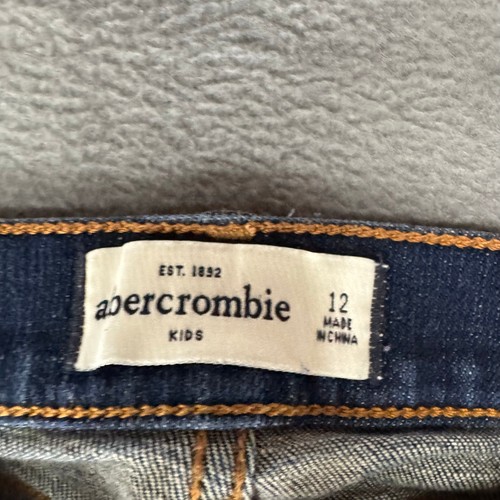 EST. 1892
abercrombie
KIDS
12
MADE
IN CHINA